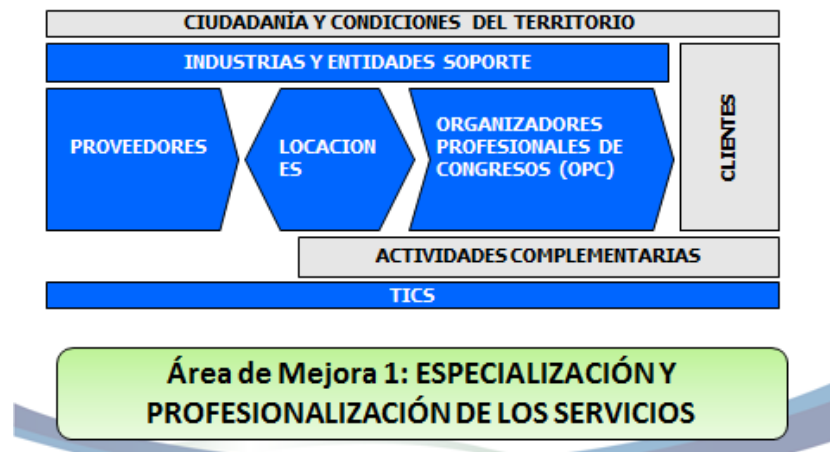 CIUDADANÍA Y CONDICIONES DEL TERRITORIO
INDUSTRIAS Y ENTIDADES SOPORTE
PROVEEDORES
LOCACION
ES
ORGANIZADORES
PROFESIONALES DE
CONGRESOS (OPC)
CLIENTES
ACTIVIDADES COMPLEMENTARIAS
TICS
Área de Mejora 1: ESPECIALIZACIÓN Y
PROFESIONALIZACIÓN DE LOS SERVICIOS